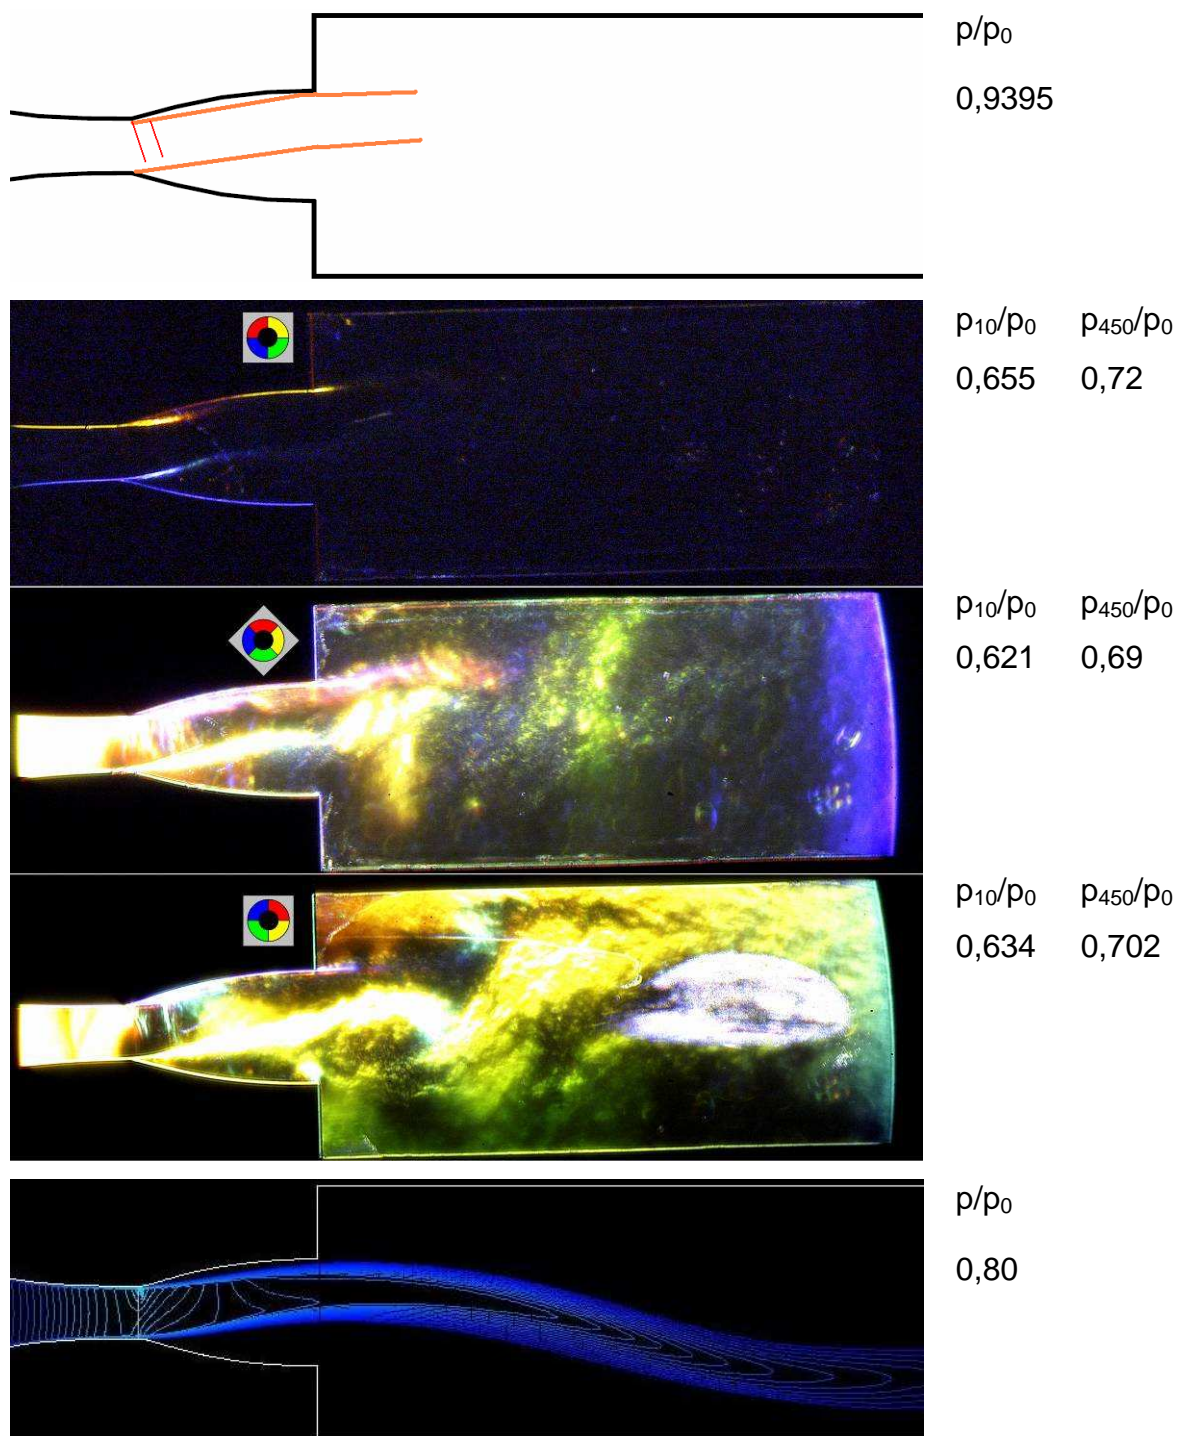 p/p₀
0,9395
p₁₀/p₀ p₄₅₀/p₀
0,655 0,72
p₁₀/p₀ p₄₅₀/p₀
0,621 0,69
p₁₀/p₀ p₄₅₀/p₀
0,634 0,702
p/p₀
0,80